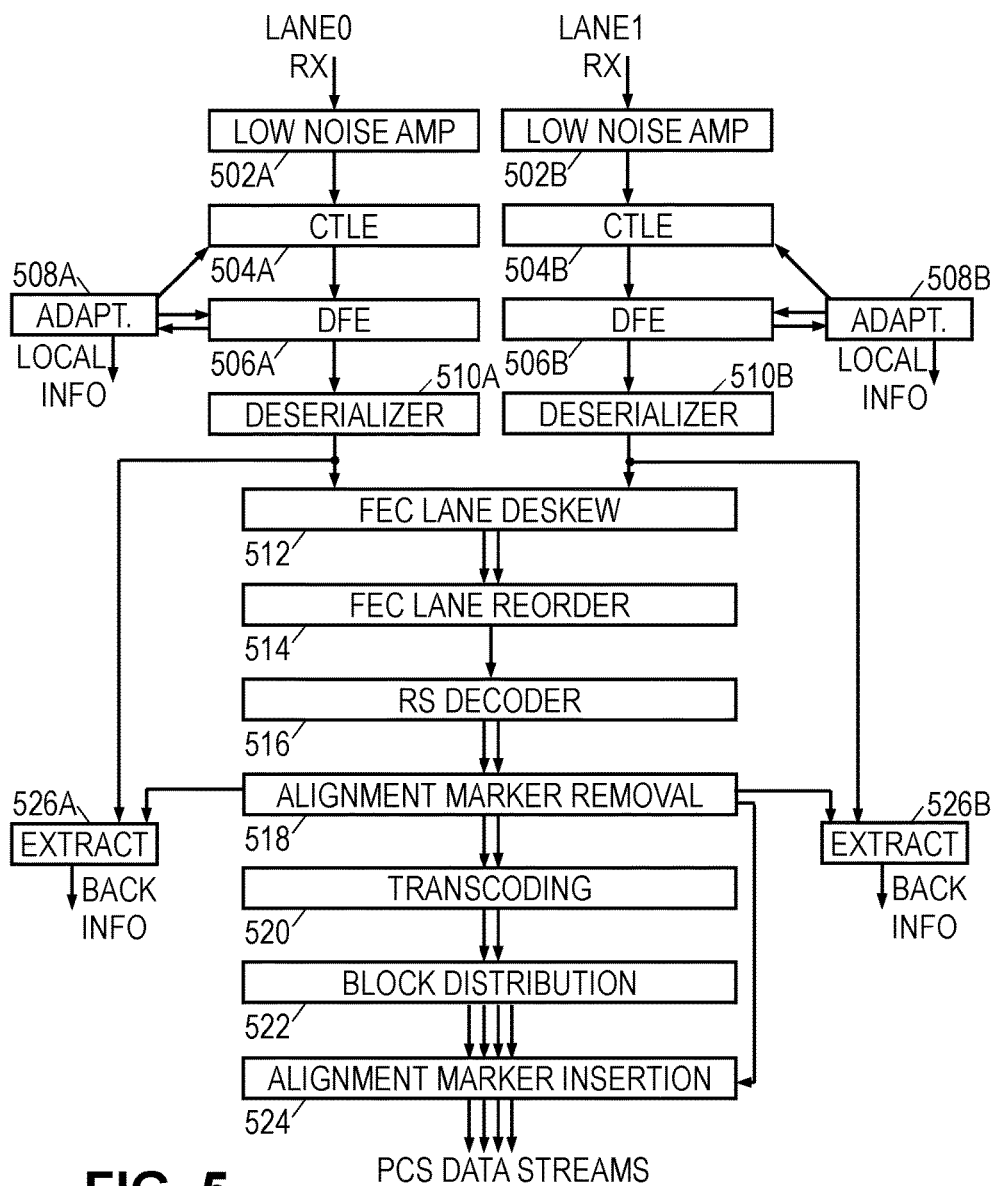 LANE0
RX
LANE1
RX
LOW NOISE AMP
LOW NOISE AMP
502A
502B
CTLE
CTLE
504A
504B
508A
508B
ADAPT.
DFE
DFE
ADAPT.
LOCAL
INFO
506A
506B
LOCAL
INFO
510A
510B
DESERIALIZER
DESERIALIZER
FEC LANE DESKEW
512
FEC LANE REORDER
514
RS DECODER
516
ALIGNMENT MARKER REMOVAL
518
526A
526B
EXTRACT
EXTRACT
BACK
INFO
BACK
INFO
TRANSCODING
520
BLOCK DISTRIBUTION
522
ALIGNMENT MARKER INSERTION
524
PCS DATA STREAMS
FIG. 5